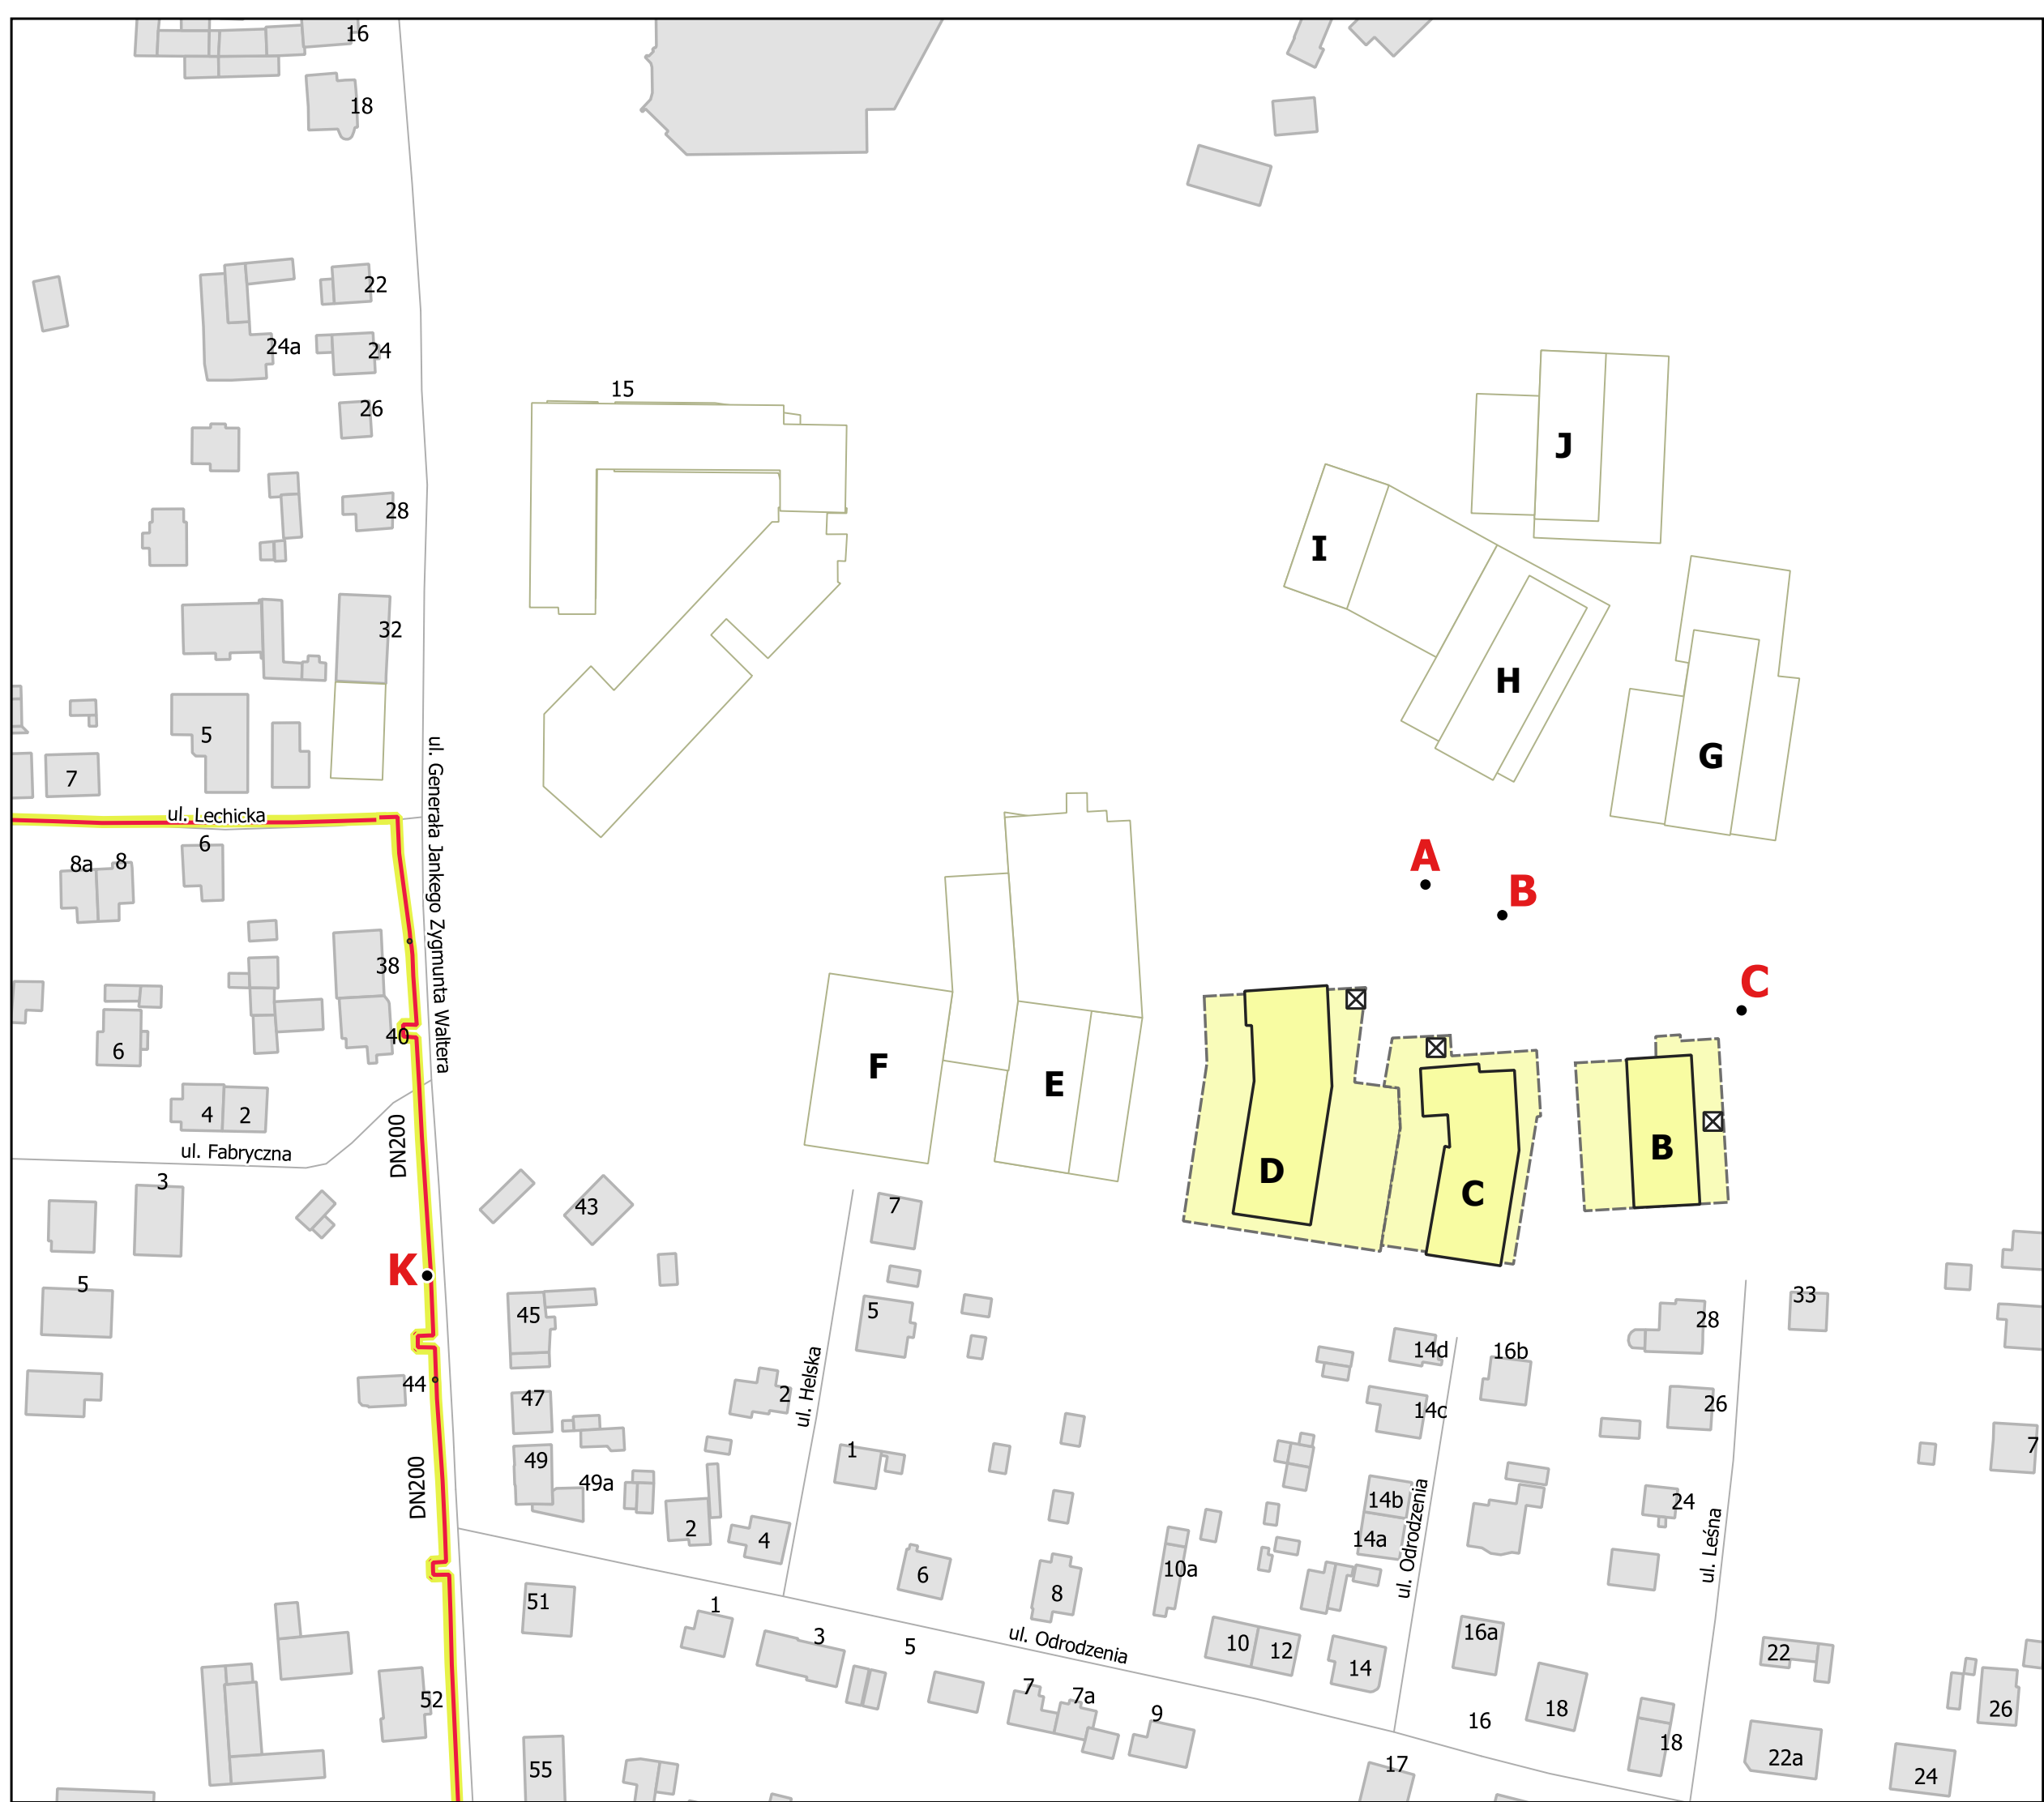 16
18
22
24a
24
15
26
28
J
I
32
H
5
G
7
ul. Generała Jankego Zygmunta Waltera
ul. Lechicka
6
8a
8
A
B
38
C
40
6
F
E
4
2
DN200
B
D
ul. Fabryczna
C
3
43
7
K
5
45
5
33
28
14d
16b
ul. Helska
44
47
2
14c
26
1
49
7
49a
DN200
14b
24
2
4
14a
ul. Odrodzenia
ul. Leśna
6
10a
8
51
1
3
5
ul. Odrodzenia
10
12
16a
14
22
7
7a
52
9
16
18
26
18
55
17
22a
24